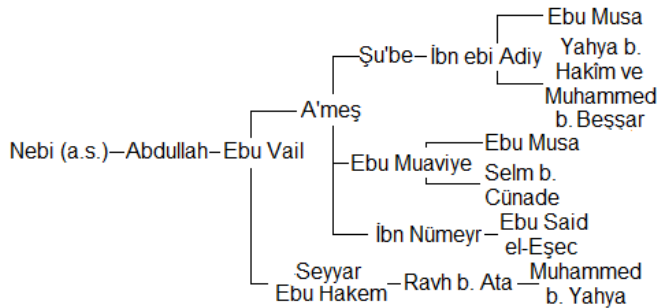 Ebu Musa
Şu'be
İbn ebi Adiy
Yahya b.
Hakîm ve
Muhammed
b. Beşşar
A'meş
Nebi (a.s.)
Abdullah
Ebu Vail
Ebu Musa
Ebu Muaviye
Selm b.
Cünade
İbn Nümeyr
Ebu Said
el-Eşec
Seyyar
Ebu Hakem
Ravh b. Ata
Muhammed
b. Yahya